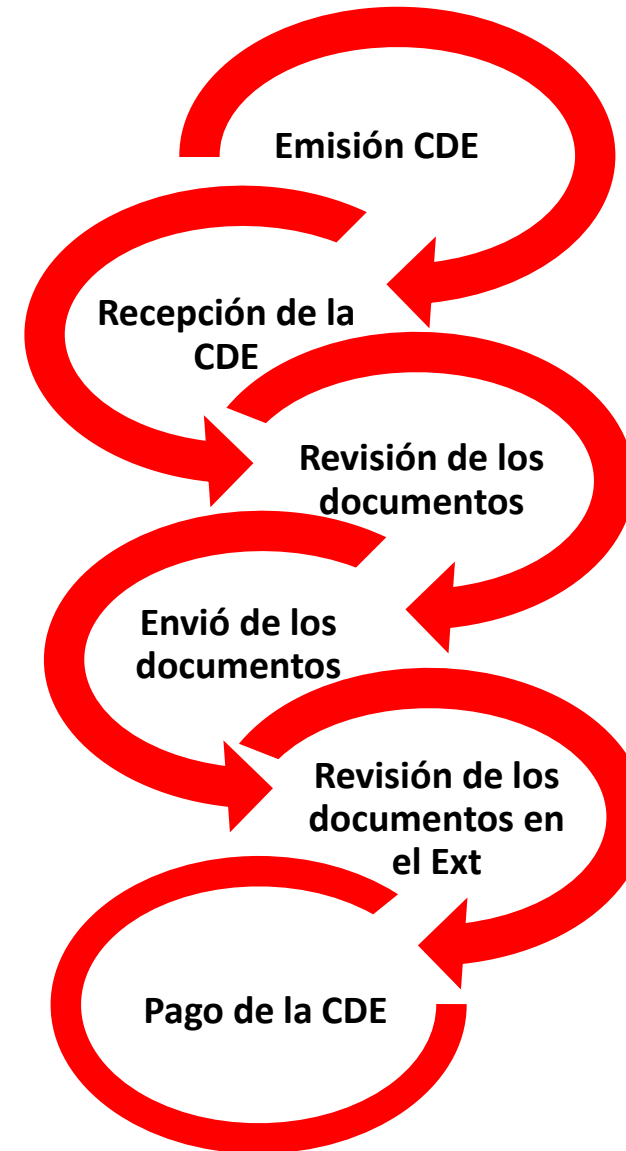 Emisión CDE
Recepción de la
CDE
Revisión de los
documentos
Envió de los
documentos
Revisión de los
documentos en
el Ext
Pago de la CDE